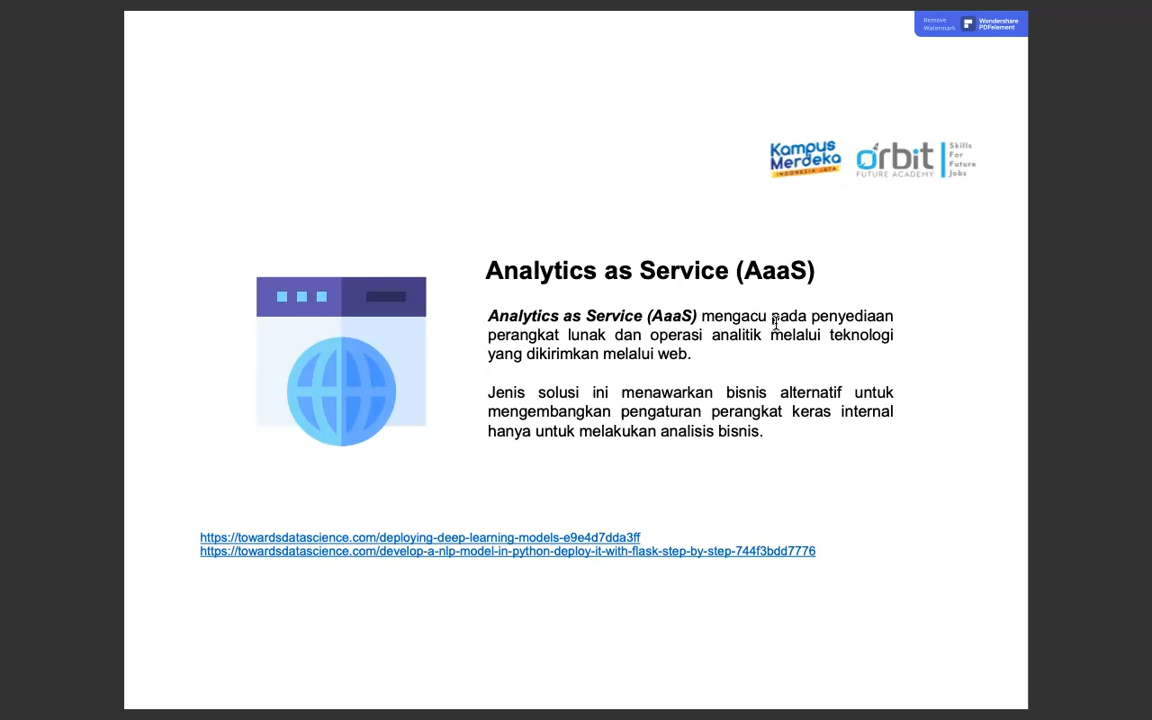 Remove
Watermark
Wondershare
PDFelement
Kampus
Merdeka
INDONESIA JAYA
orbit
FUTURE ACADEMY
Skills
For
Future
Jobs
Analytics as Service (AaaS)
Analytics as Service (AaaS) mengacu pada penyediaan
perangkat lunak dan operasi analitik melalui teknologi
yang dikirimkan melalui web.
Jenis solusi ini menawarkan bisnis alternatif untuk
mengembangkan pengaturan perangkat keras internal
hanya untuk melakukan analisis bisnis.
https://towardsdatascience.com/deploying-deep-learning-models-e9e4d7dda3ff
https://towardsdatascience.com/develop-a-nlp-model-in-python-deploy-it-with-flask-step-by-step-744f3bdd7776